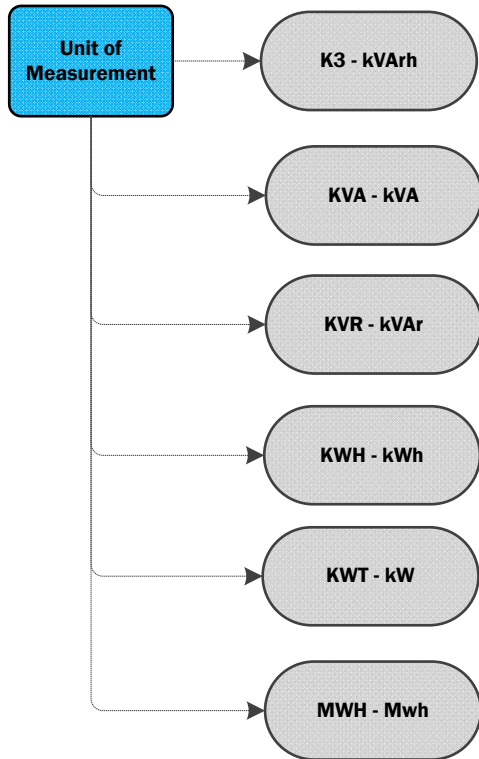 Unit of
Measurement
K3 - kVArh
KVA - kVA
KVR - kVAr
KWH - kWh
KWT - kW
MWH - Mwh